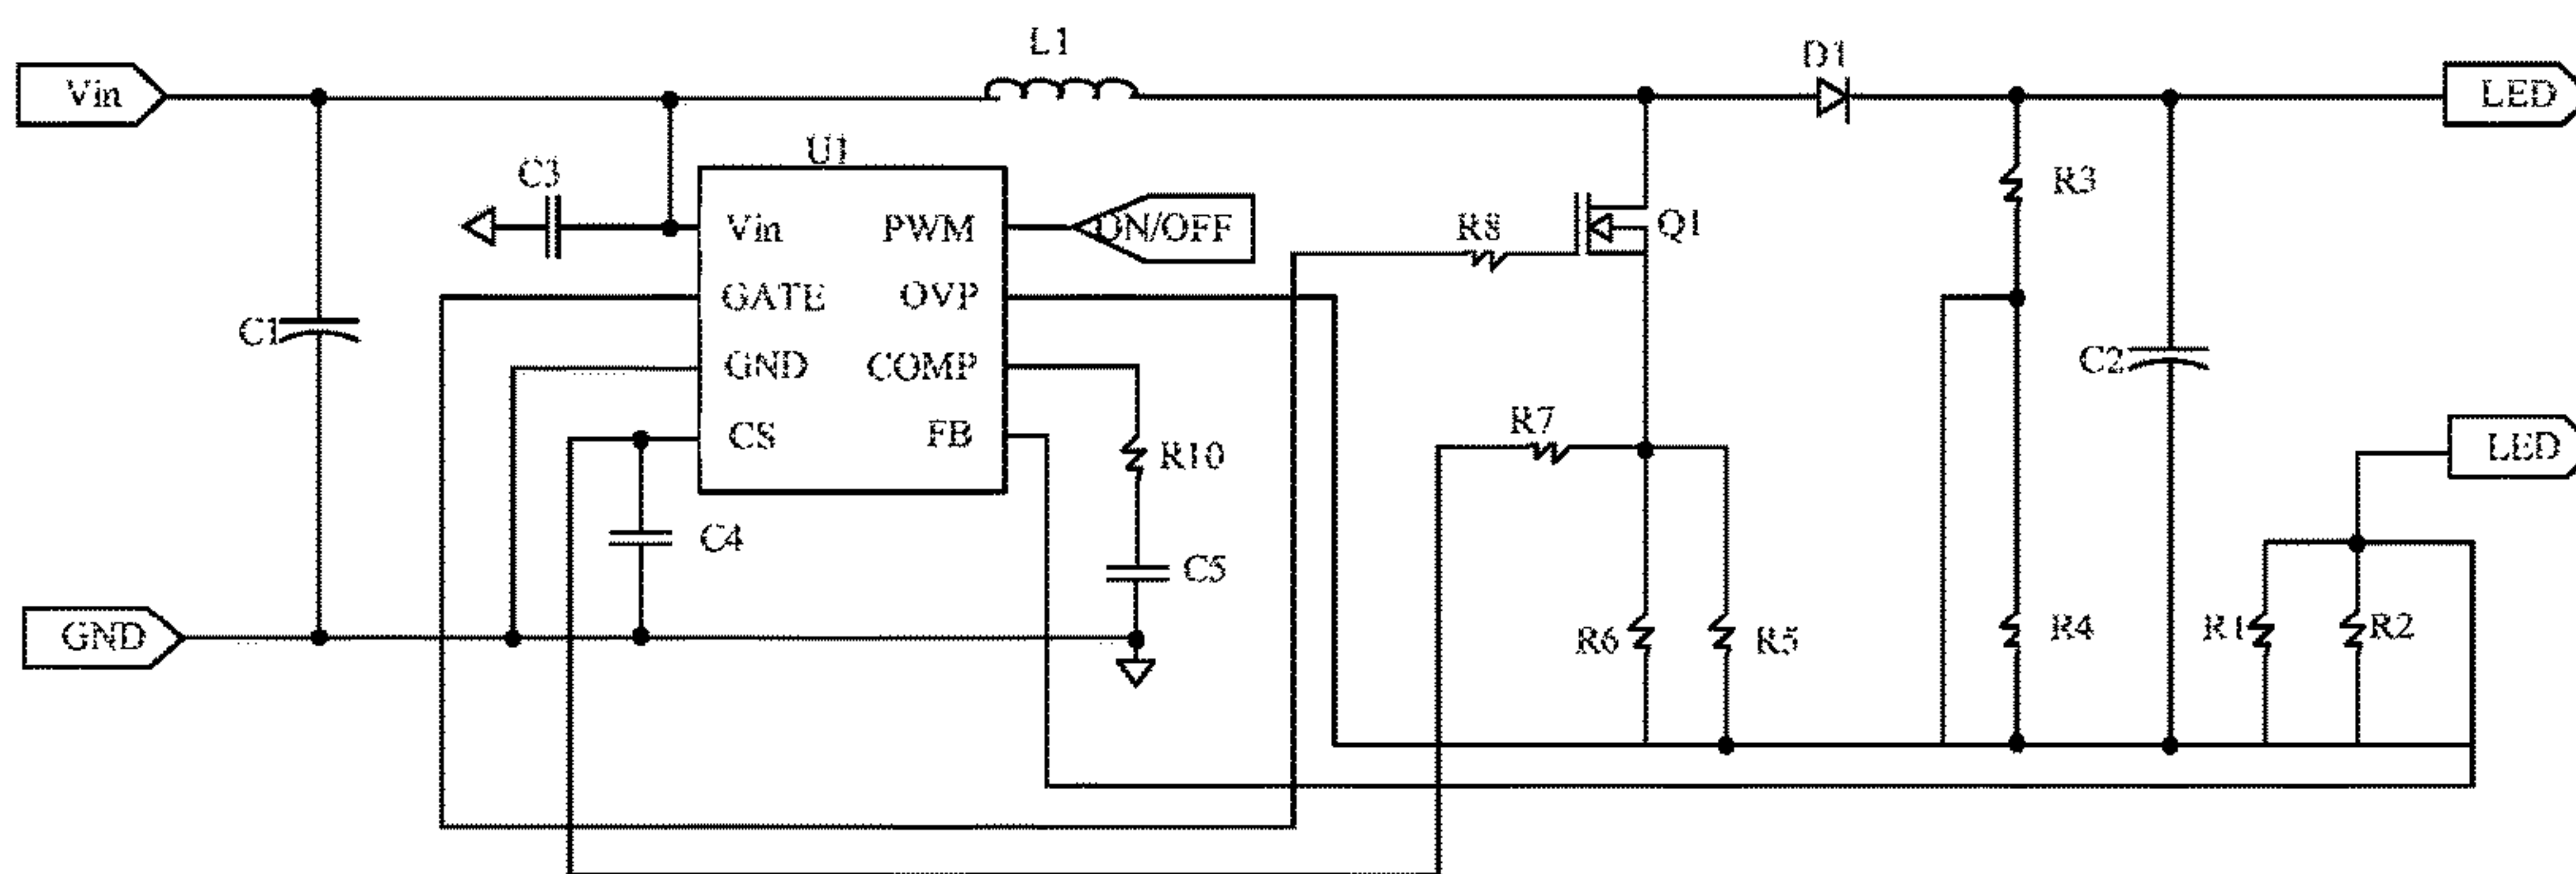 L1
D1
Vin
LED
U1
C3
R3
Vin
PWM
ON/OFF
R8
Q1
GATE
OVP
C1
GND
COMP
C2
R7
CS
FB
R10
LED
C4
C5
GND
R6
R5
R4
R1
R2